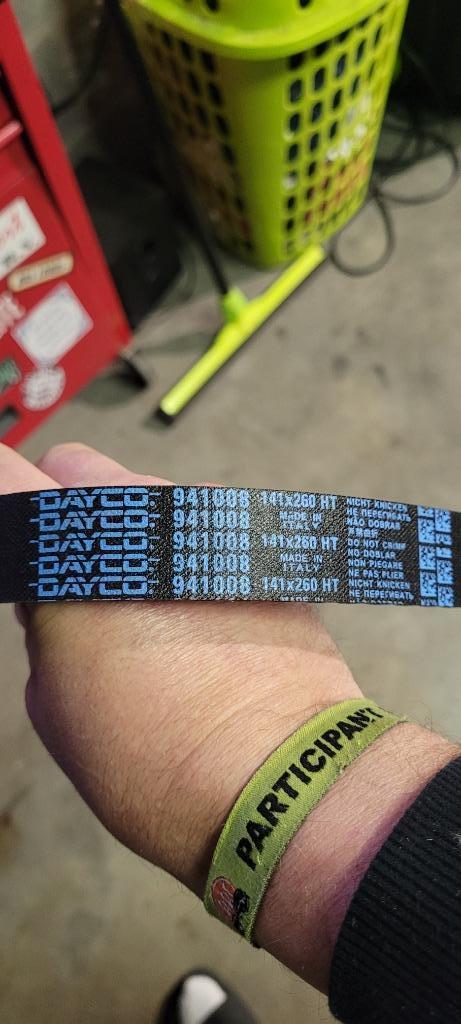 DAYCO 941008 141x260 HT NICHT KNICKEN
DAYCO 941008 MADE IN ITALY НЕ ПЕРЕГИБАТЬ
NÃO DOBRAR
DAYCO 941008 141x260 HT DO NOT CRIMP
NO DOBLAR
DAYCO 941008 MADE IN ITALY NON PIEGARE
NE PAS PLIER
DAYCO 941008 141x260 HT NICHT KNICKEN
НЕ ПЕРЕГИБАТЬ
PARTICIPANT